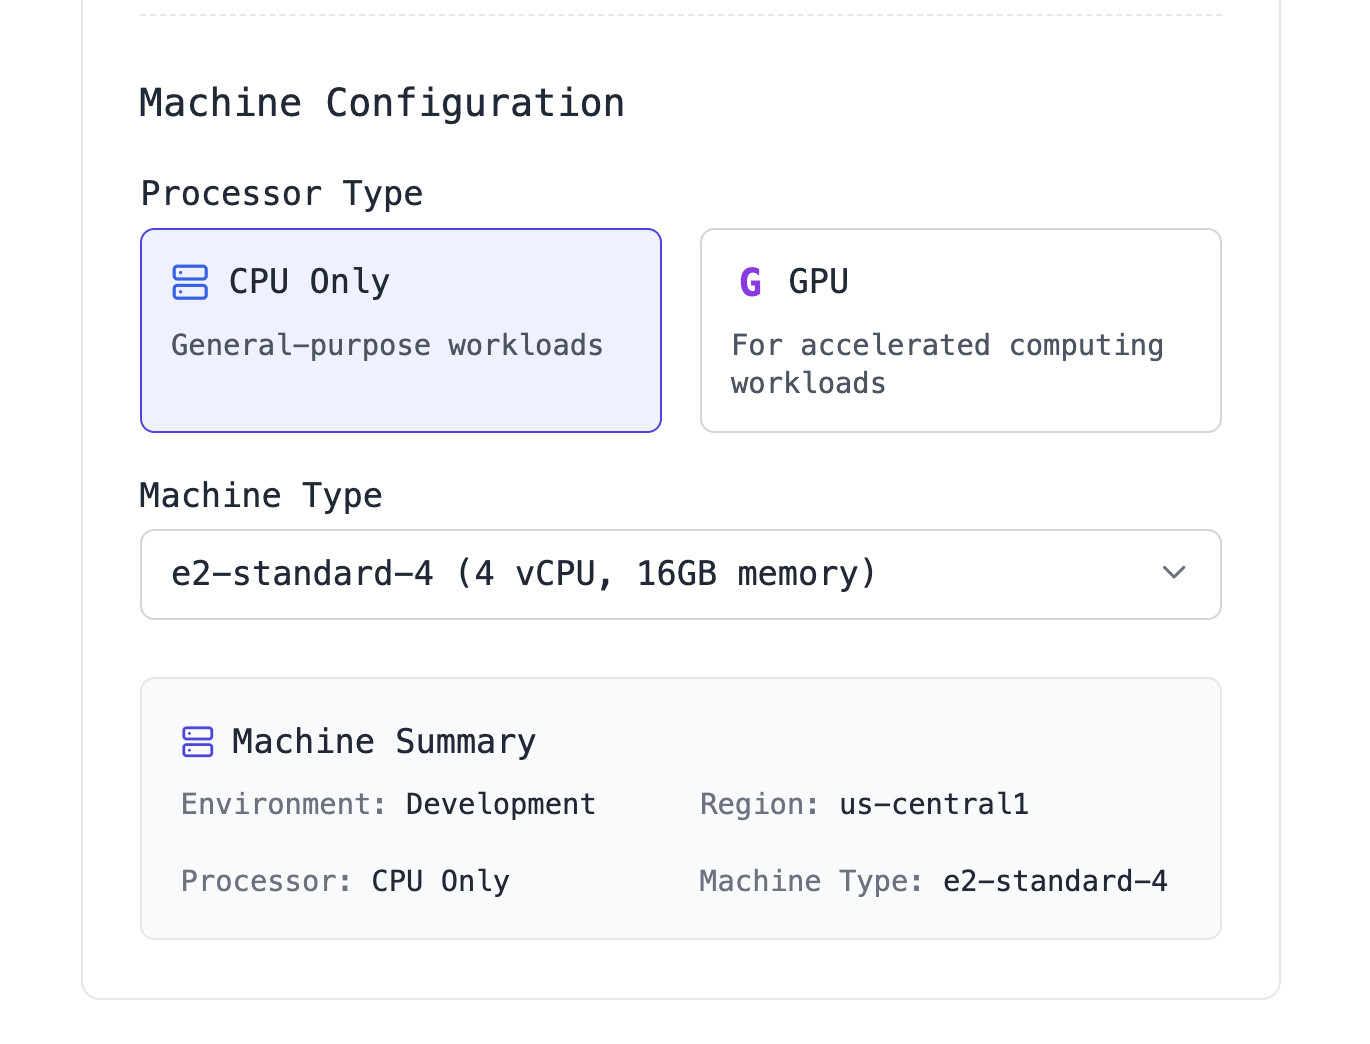 Machine Configuration
Processor Type
CPU Only
General-purpose workloads
G GPU
For accelerated computing
workloads
Machine Type
e2-standard-4 (4 vCPU, 16GB memory)
Machine Summary
Environment: Development
Region: us-central1
Processor: CPU Only
Machine Type: e2-standard-4